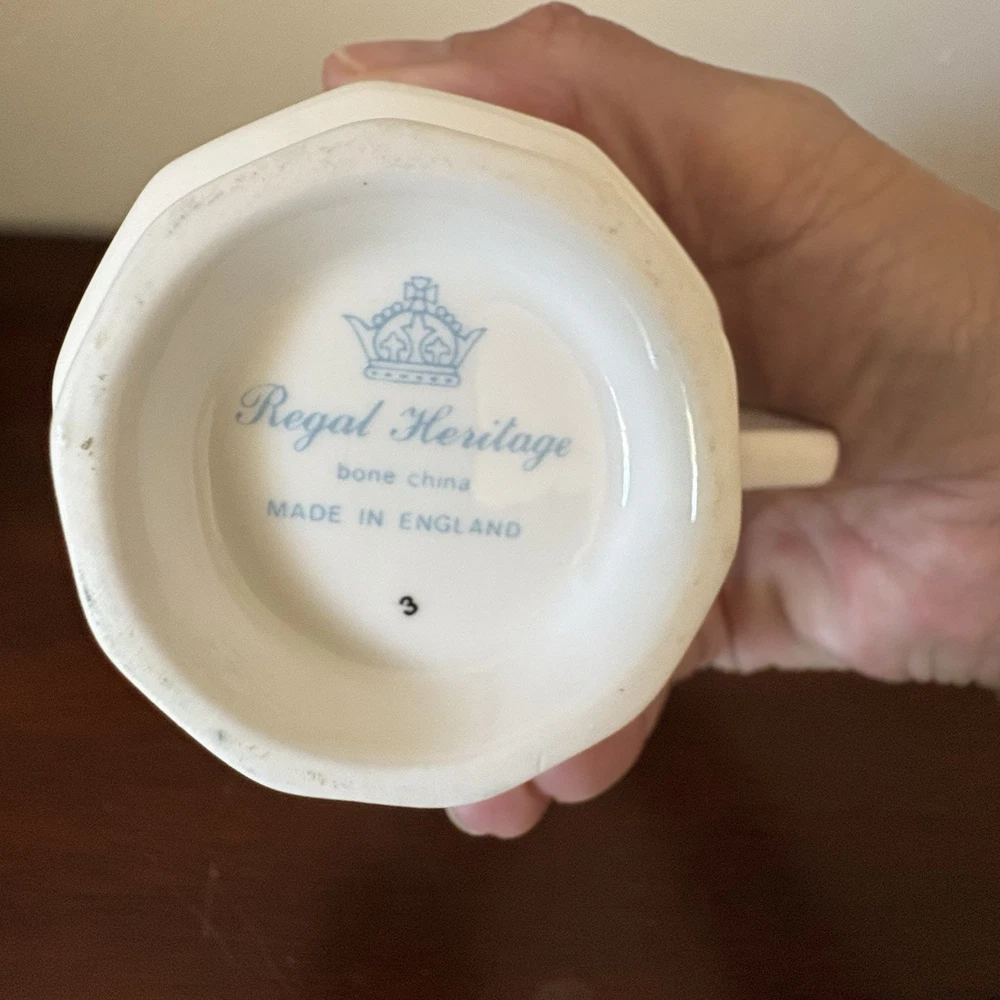 Regal Heritage
bone china
MADE IN ENGLAND
3